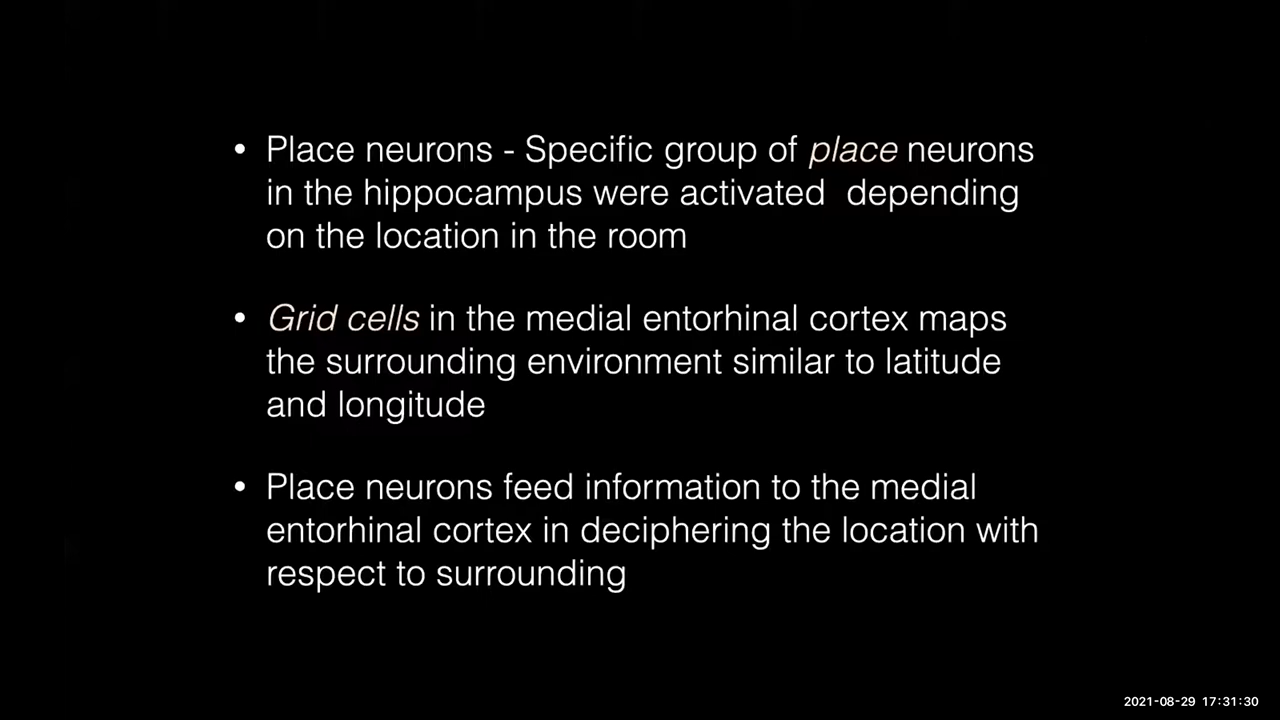 • Place neurons - Specific group of place neurons
in the hippocampus were activated  depending
on the location in the room
• Grid cells in the medial entorhinal cortex maps
the surrounding environment similar to latitude
and longitude
• Place neurons feed information to the medial
entorhinal cortex in deciphering the location with
respect to surrounding
2021-08-29 17:31:30